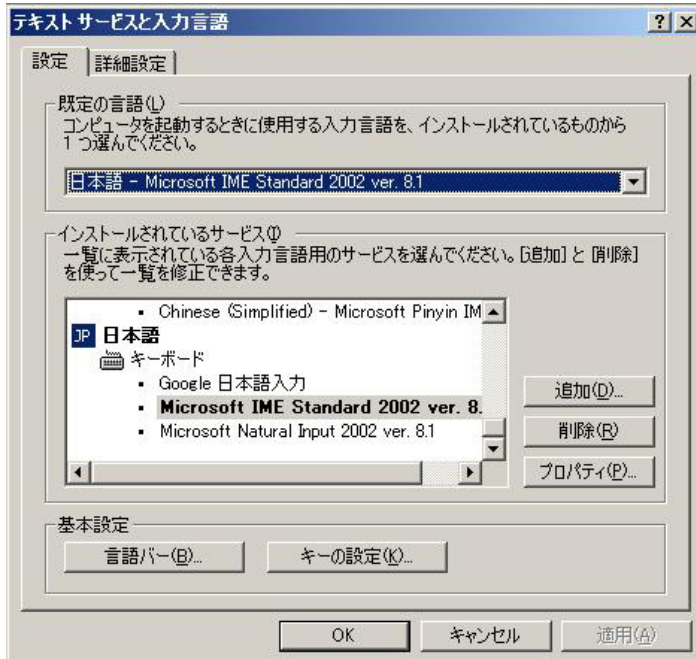 テキスト サービスと入力言語
設定
詳細設定
既定の言語(L)
コンピュータを起動するときに使用する入力言語を、インストールされているものから
1 つ選んでください。
日本語 - Microsoft IME Standard 2002 ver. 8.1
インストールされているサービス(I)
一覧に表示されている各入力言語用のサービスを選んでください。[追加] と [削除]
を使って一覧を修正できます。
Chinese (Simplified) - Microsoft Pinyin IM
JP 日本語
キーボード
Google 日本語入力
Microsoft IME Standard 2002 ver. 8.
Microsoft Natural Input 2002 ver. 8.1
追加(D)...
削除(R)
プロパティ(P)...
基本設定
言語バー(B)...
キーの設定(K)...
OK
キャンセル
適用(A)